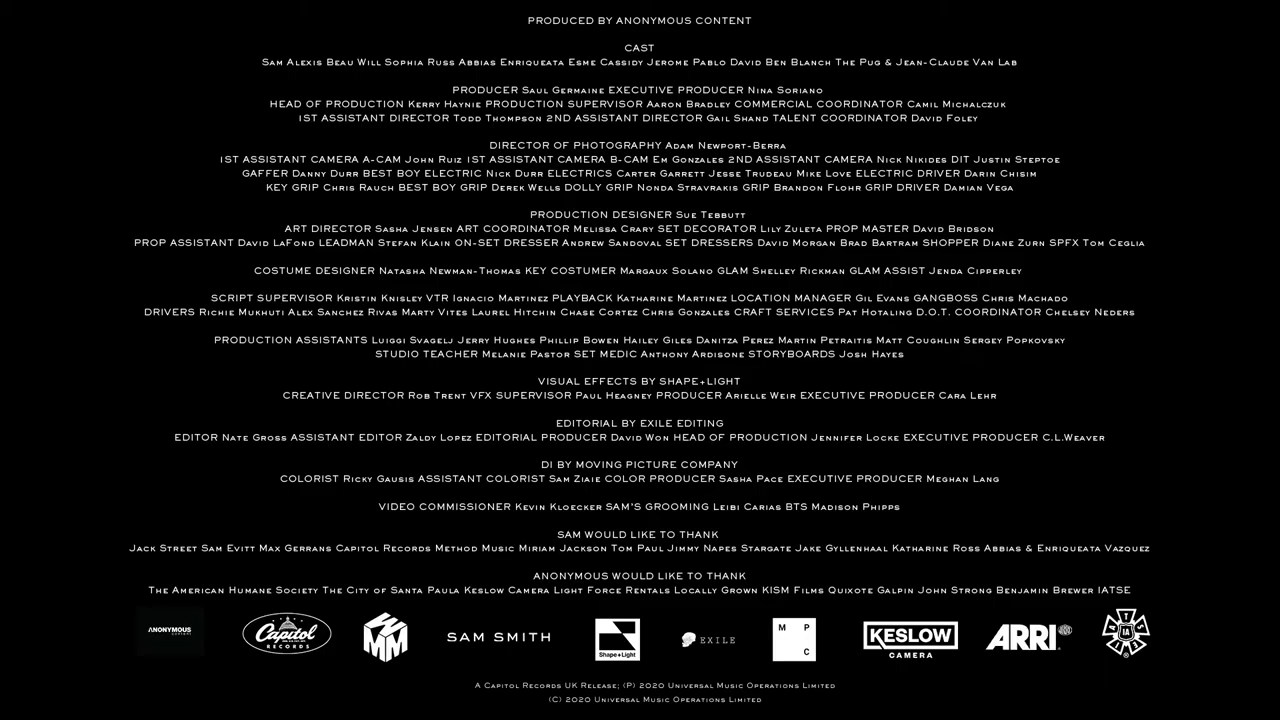 PRODUCED BY ANONYMOUS CONTENT
CAST
Sam Alexis Beau Will Sophia Russ Abbias Enriqueata Esme Cassidy Jerome Pablo David Ben Blanch The Pug & Jean-Claude Van Lab
PRODUCER Saul Germaine EXECUTIVE PRODUCER Nina Soriano
HEAD OF PRODUCTION Kerry Haynie PRODUCTION SUPERVISOR Aaron Bradley COMMERCIAL COORDINATOR Camil Michalczuk
1ST ASSISTANT DIRECTOR Todd Thompson 2ND ASSISTANT DIRECTOR Gail Shand TALENT COORDINATOR David Foley
DIRECTOR OF PHOTOGRAPHY Adam Newport-Berra
1ST ASSISTANT CAMERA A-CAM John Ruiz 1ST ASSISTANT CAMERA B-CAM Em Gonzales 2ND ASSISTANT CAMERA Nick Nikides DIT Justin Steptoe
GAFFER Danny Durr BEST BOY ELECTRIC Nick Durr ELECTRICS Carter Garrett Jesse Trudeau Mike Love ELECTRIC DRIVER Darin Chisim
KEY GRIP Chris Rauch BEST BOY GRIP Derek Wells DOLLY GRIP Nonda Stravrakis GRIP Brandon Flohr GRIP DRIVER Damian Vega
PRODUCTION DESIGNER Sue Tebbutt
ART DIRECTOR Sasha Jensen ART COORDINATOR Melissa Crary SET DECORATOR Lily Zuleta PROP MASTER David Bridson
PROP ASSISTANT David LaFond LEADMAN Stefan Klain ON-SET DRESSER Andrew Sandoval SET DRESSERS David Morgan Brad Bartram SHOPPER Diane Zurn SPFX Tom Ceglia
COSTUME DESIGNER Natasha Newman-Thomas KEY COSTUMER Margaux Solano GLAM Shelley Rickman GLAM ASSIST Jenda Cipperley
SCRIPT SUPERVISOR Kristin Knisley VTR Ignacio Martinez PLAYBACK Katharine Martinez LOCATION MANAGER Gil Evans GANGBOSS Chris Machado
DRIVERS Richie Mukhuti Alex Sanchez Rivas Marty Vites Laurel Hitchin Chase Cortez Chris Gonzales CRAFT SERVICES Pat Hotaling D.O.T. COORDINATOR Chelsey Neders
PRODUCTION ASSISTANTS Luiggi Svagelj Jerry Hughes Phillip Bowen Hailey Giles Danitza Perez Martin Petraitis Matt Coughlin Sergey Popkovsky
STUDIO TEACHER Melanie Pastor SET MEDIC Anthony Ardisone STORYBOARDS Josh Hayes
VISUAL EFFECTS BY SHAPE+LIGHT
CREATIVE DIRECTOR Rob Trent VFX SUPERVISOR Paul Heagney PRODUCER Arielle Weir EXECUTIVE PRODUCER Cara Lehr
EDITORIAL BY EXILE EDITING
EDITOR Nate Gross ASSISTANT EDITOR Zaldy Lopez EDITORIAL PRODUCER David Won HEAD OF PRODUCTION Jennifer Locke EXECUTIVE PRODUCER C.L.Weaver
DI BY MOVING PICTURE COMPANY
COLORIST Ricky Gausis ASSISTANT COLORIST Sam Ziaie COLOR PRODUCER Sasha Pace EXECUTIVE PRODUCER Meghan Lang
VIDEO COMMISSIONER Kevin Kloecker SAM'S GROOMING Leibi Carias BTS Madison Phipps
SAM WOULD LIKE TO THANK
Jack Street Sam Evitt Max Gerrans Capitol Records Method Music Miriam Jackson Tom Paul Jimmy Napes Stargate Jake Gyllenhaal Katharine Ross Abbias & Enriqueata Vazquez
ANONYMOUS WOULD LIKE TO THANK
The American Humane Society The City of Santa Paula Keslow Camera Light Force Rentals Locally Grown KISM Films Quixote Galpin John Strong Benjamin Brewer IATSE
ANONYMOUS content
Capitol RECORDS
MMM
SAM SMITH
Shape+Light
EXILE
M P C
KESLOW CAMERA
ARRI
IATSE
A Capitol Records UK Release; (P) 2020 Universal Music Operations Limited
(C) 2020 Universal Music Operations Limited